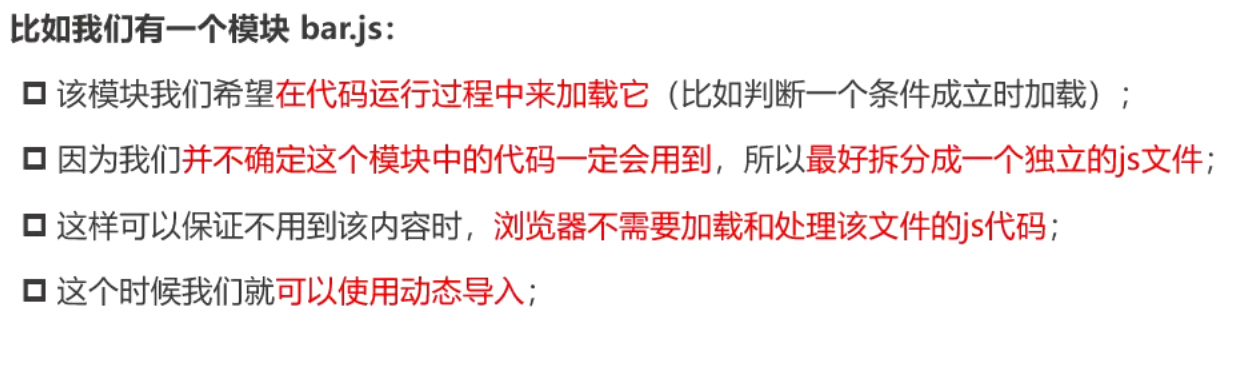 比如我们有一个模块 bar.js：
该模块我们希望在代码运行过程中来加载它（比如判断一个条件成立时加载）；
因为我们并不确定这个模块中的代码一定会用到，所以最好拆分成一个独立的js文件；
这样可以保证不用到该内容时，浏览器不需要加载和处理该文件的js代码；
这个时候我们就可以使用动态导入；